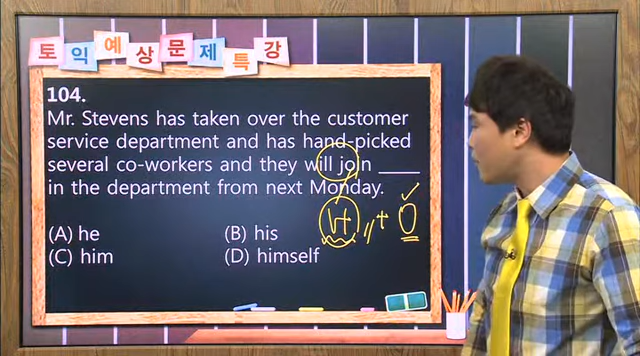 토익예상문제특강
104.
Mr. Stevens has taken over the customer
service department and has hand-picked
several co-workers and they will join ____
in the department from next Monday.
(A) he (B) his
(C) him (D) himself
Vt + O